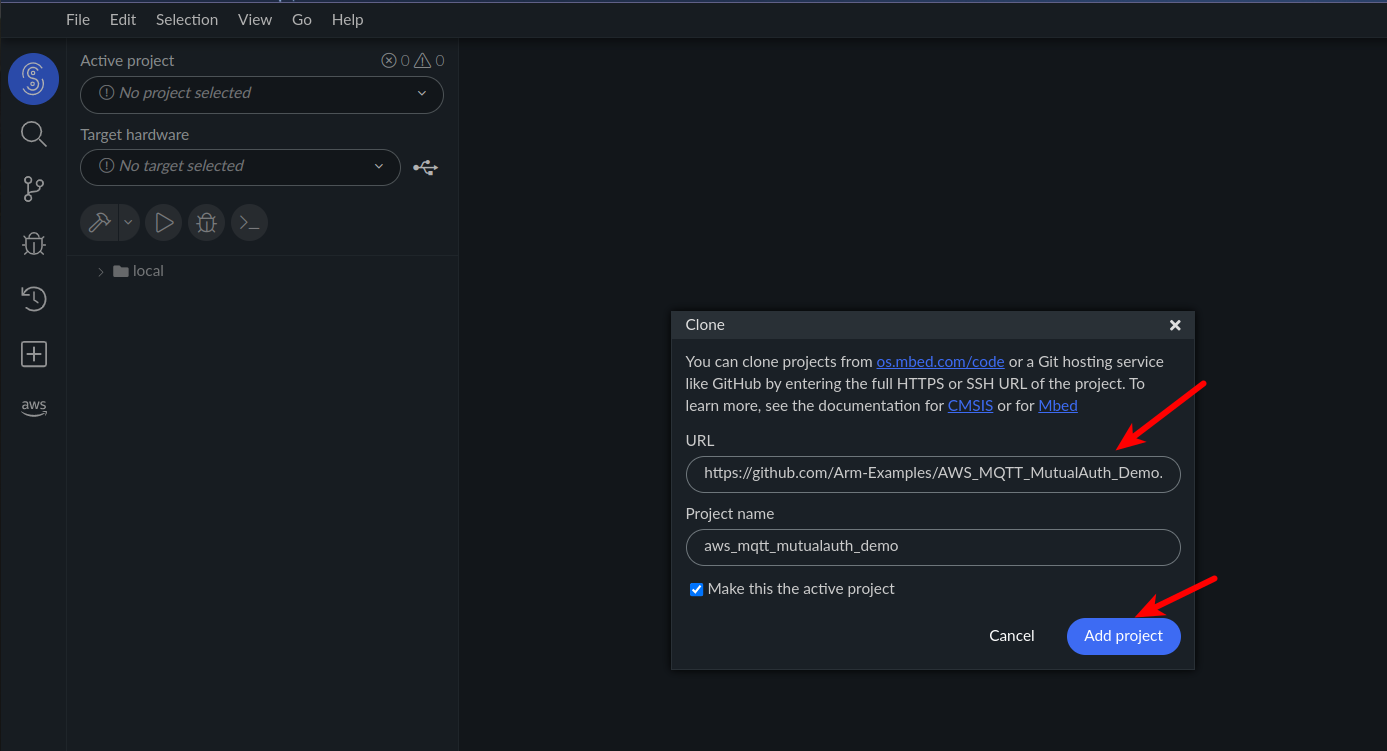 File Edit Selection View Go Help
Active project 0 0
No project selected
Target hardware
No target selected
local
aws
Clone
You can clone projects from os.mbed.com/code or a Git hosting service
like GitHub by entering the full HTTPS or SSH URL of the project. To
learn more, see the documentation for CMSIS or for Mbed
URL
https://github.com/Arm-Examples/AWS_MQTT_MutualAuth_Demo.
Project name
aws_mqtt_mutualauth_demo
Make this the active project
Cancel Add project